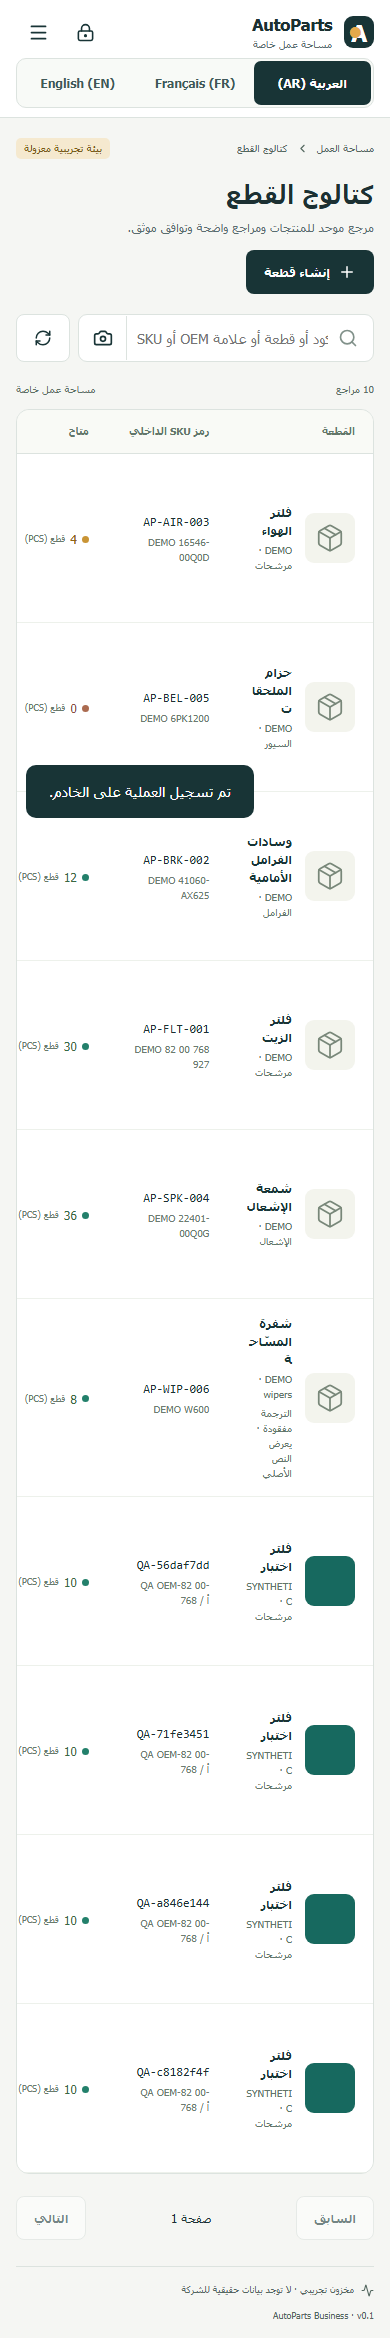 AutoParts
مساحة عمل خاصة
العربية (AR)
Français (FR)
English (EN)
مساحة العمل
كتالوج القطع
بيئة تجريبية معزولة
كتالوج القطع
مرجع موحد للمنتجات ومراجع واضحة وتوافق موثق.
إنشاء قطعة
كود أو قطعة أو علامة OEM أو SKU
10 مراجع
مساحة عمل خاصة
القطعة
رمز SKU الداخلي
متاح
فلتر
الهواء
DEMO ·
مرشحات
AP-AIR-003
DEMO 16546-
00Q0D
4 قطع (PCS)
حزام
الملحقا
ت
DEMO ·
السيور
AP-BEL-005
DEMO 6PK1200
0 قطع (PCS)
تم تسجيل العملية على الخادم.
وسادات
الفرامل
الأمامية
DEMO ·
الفرامل
AP-BRK-002
DEMO 41060-
AX625
12 قطع (PCS)
فلتر
الزيت
DEMO ·
مرشحات
AP-FLT-001
DEMO 82 00 768
927
30 قطع (PCS)
شمعة
الإشعال
DEMO ·
الإشعال
AP-SPK-004
DEMO 22401-
00Q0G
36 قطع (PCS)
شفرة
المسّاح
ة
DEMO ·
wipers
الترجمة
مفقودة ·
يعرض
النص
الأصلي
AP-WIP-006
DEMO W600
8 قطع (PCS)
فلتر
اختبار
SYNTHETI
C ·
مرشحات
QA-56daf7dd
QA OEM-82 00-
768 / أ
10 قطع (PCS)
فلتر
اختبار
SYNTHETI
C ·
مرشحات
QA-71fe3451
QA OEM-82 00-
768 / أ
10 قطع (PCS)
فلتر
اختبار
SYNTHETI
C ·
مرشحات
QA-a846e144
QA OEM-82 00-
768 / أ
10 قطع (PCS)
فلتر
اختبار
SYNTHETI
C ·
مرشحات
QA-c8182f4f
QA OEM-82 00-
768 / أ
10 قطع (PCS)
السابق
صفحة 1
التالي
مخزون تجريبي · لا توجد بيانات حقيقية للشركة
AutoParts Business · v0.1